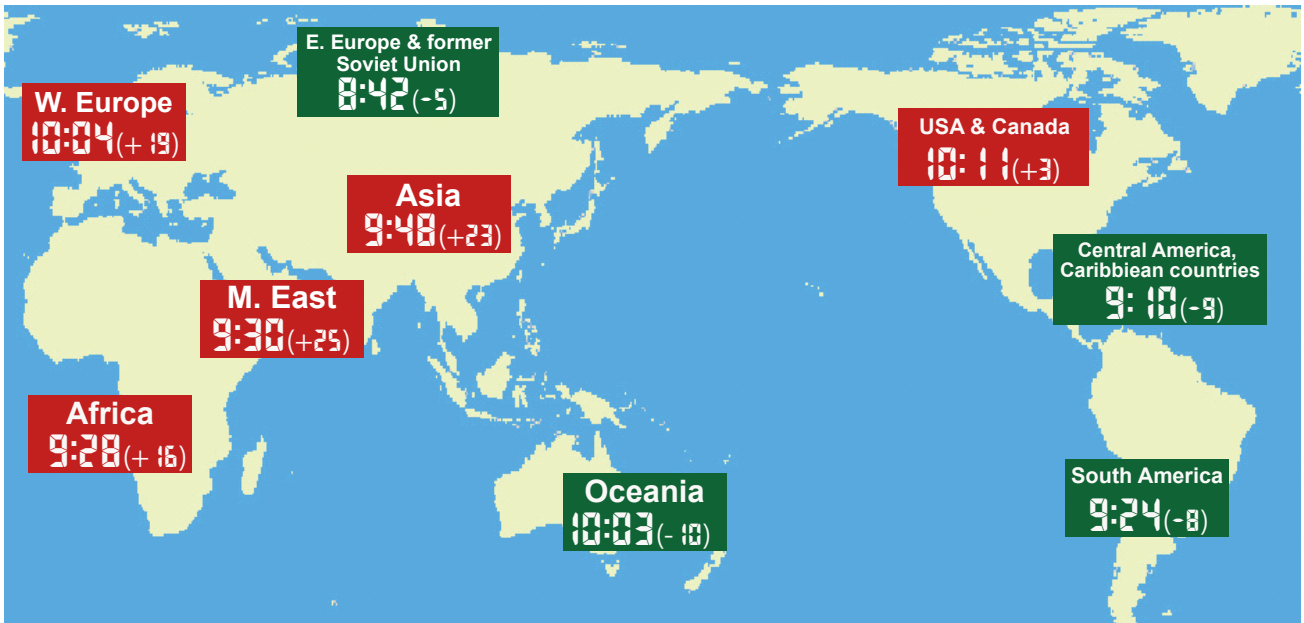 E. Europe & former
Soviet Union
8:42(-5)
W. Europe
10:04(+19)
USA & Canada
10:11(+3)
Asia
9:48(+23)
Central America,
Caribbiean countries
9:10(-9)
M. East
9:30(+25)
Africa
9:28(+16)
South America
9:24(-8)
Oceania
10:03(-10)